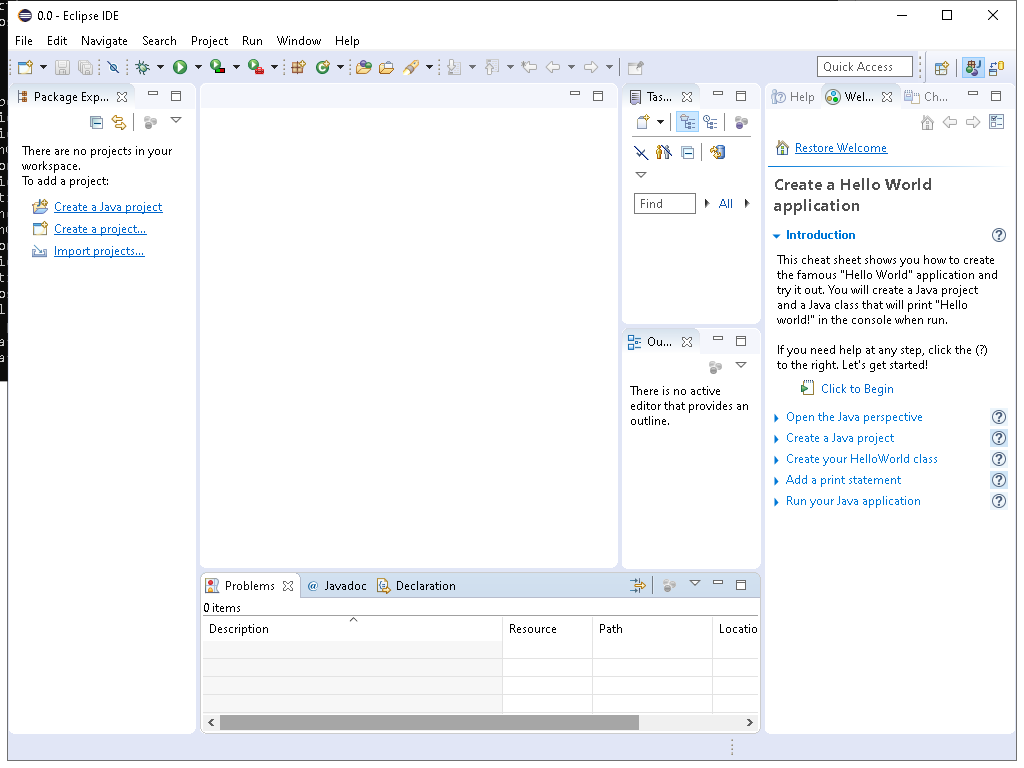 0.0 - Eclipse IDE
File Edit Navigate Search Project Run Window Help
Quick Access
Package Exp...
There are no projects in your
workspace.
To add a project:
Create a Java project
Create a project...
Import projects...
Tas...
Find
All
Ou...
There is no active
editor that provides an
outline.
Help
Wel...
Ch...
Restore Welcome
Create a Hello World
application
Introduction
This cheat sheet shows you how to create
the famous "Hello World" application and
try it out. You will create a Java project
and a Java class that will print "Hello
world!" in the console when run.
If you need help at any step, click the (?)
to the right. Let's get started!
Click to Begin
Open the Java perspective
Create a Java project
Create your HelloWorld class
Add a print statement
Run your Java application
Problems @ Javadoc Declaration
0 items
Description Resource Path Locatio